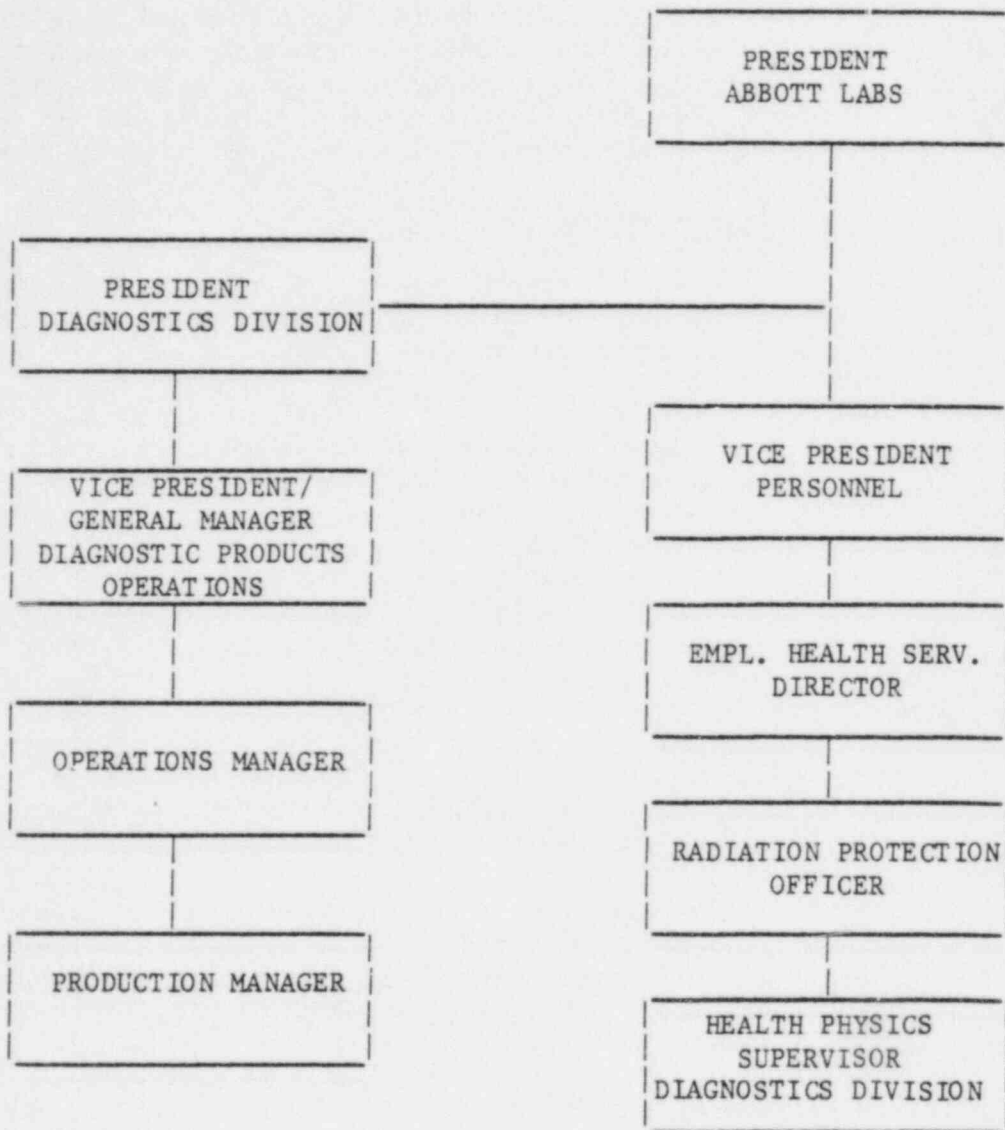 PRESIDENT
ABBOTT LABS
PRESIDENT
DIAGNOSTICS DIVISION
VICE PRESIDENT/
GENERAL MANAGER
DIAGNOSTIC PRODUCTS
OPERATIONS
OPERATIONS MANAGER
PRODUCTION MANAGER
VICE PRESIDENT
PERSONNEL
EMPL. HEALTH SERV.
DIRECTOR
RADIATION PROTECTION
OFFICER
HEALTH PHYSICS
SUPERVISOR
DIAGNOSTICS DIVISION